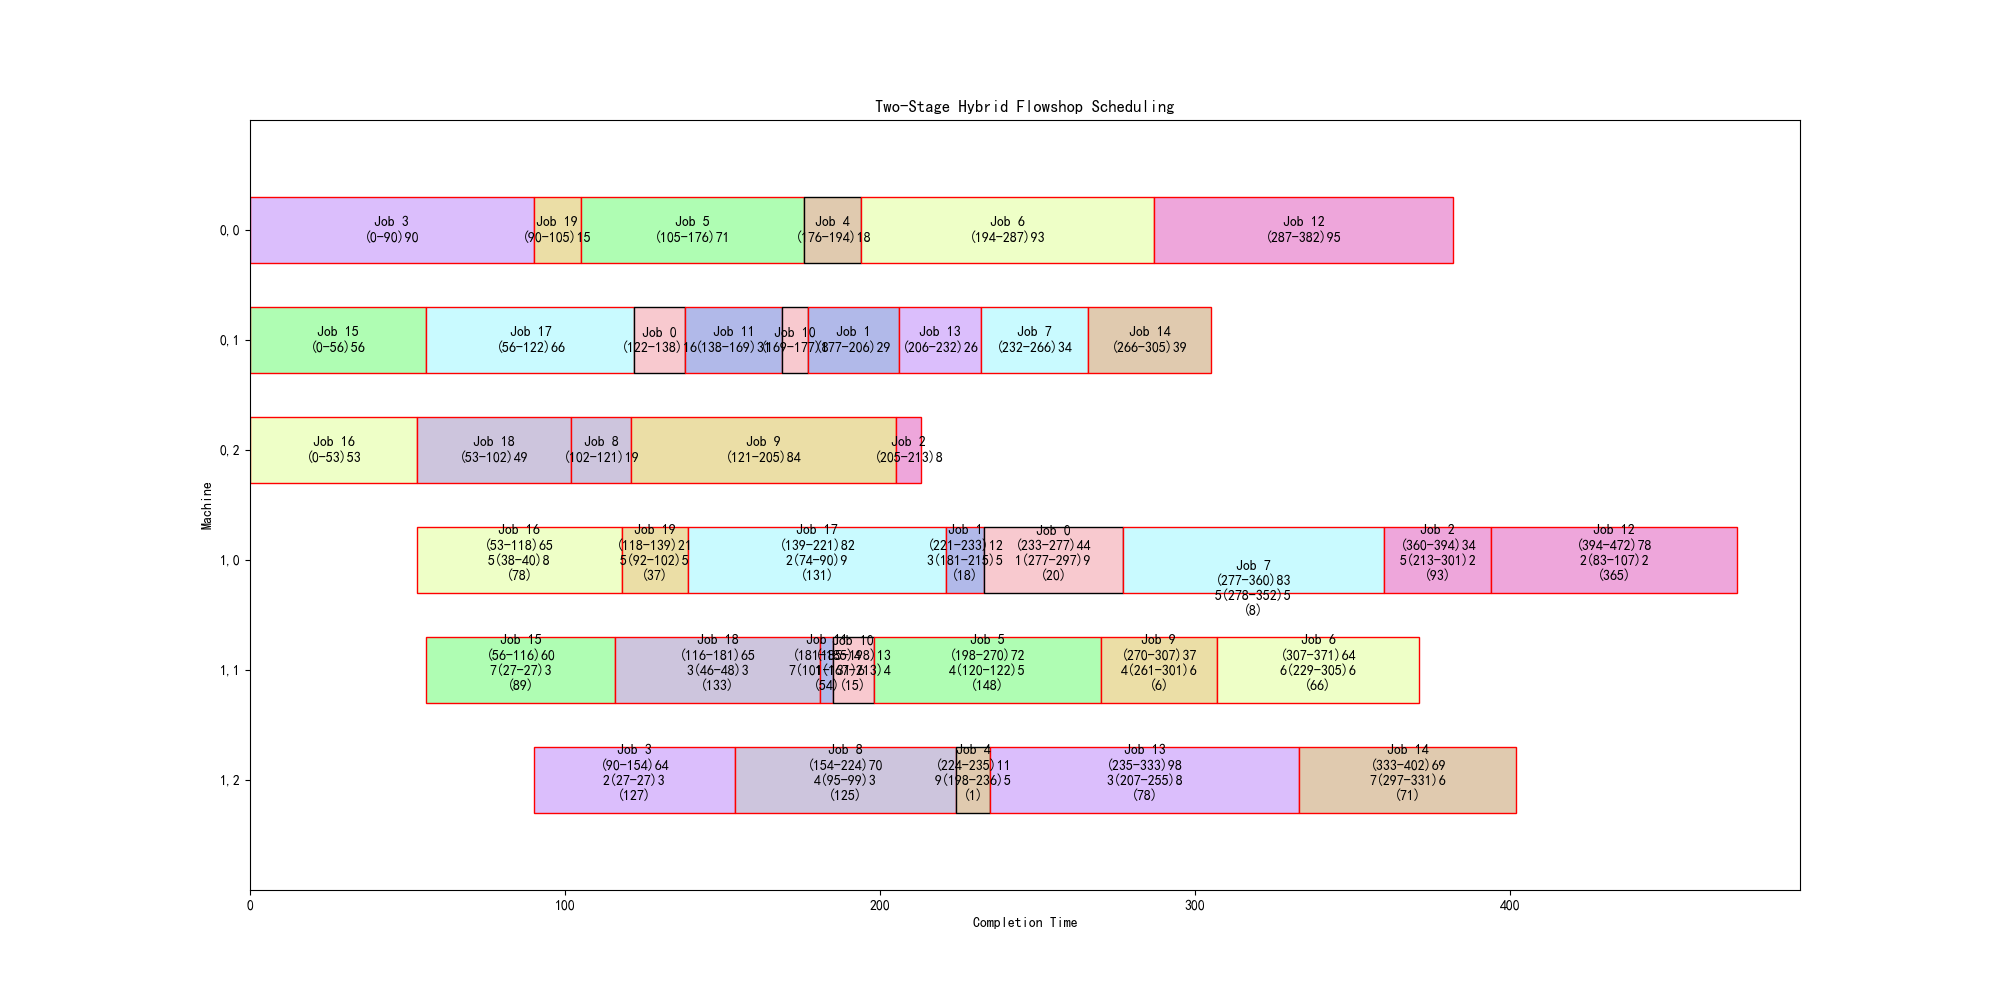 Two-Stage Hybrid Flowshop Scheduling
0,0
Job 3
(0-90)90
Job 19
(90-105)15
Job 5
(105-176)71
Job 4
(176-194)18
Job 6
(194-287)93
Job 12
(287-382)95
0,1
Job 15
(0-56)56
Job 17
(56-122)66
Job 0
(122-138)16
Job 11
(138-169)31
Job 10
(169-177)8
Job 1
(177-206)29
Job 13
(206-232)26
Job 7
(232-266)34
Job 14
(266-305)39
0,2
Job 16
(0-53)53
Job 18
(53-102)49
Job 8
(102-121)19
Job 9
(121-205)84
Job 2
(205-213)8
Machine
1,0
Job 16
(53-118)65
5(38-40)8
(78)
Job 19
(118-139)21
5(92-102)5
(37)
Job 17
(139-221)82
2(74-90)9
(131)
Job 1
(221-233)12
3(181-215)5
(18)
Job 0
(233-277)44
1(277-297)9
(20)
Job 7
(277-360)83
5(278-352)5
(8)
Job 2
(360-394)34
5(213-301)2
(93)
Job 12
(394-472)78
2(83-107)2
(365)
1,1
Job 15
(56-116)60
7(27-27)3
(89)
Job 18
(116-181)65
3(46-48)3
(133)
Job 11
(181-185)4
(54)
Job 10
(185-198)13
(15)
Job 5
(198-270)72
4(120-122)5
(148)
Job 9
(270-307)37
4(261-301)6
(6)
Job 6
(307-371)64
6(229-305)6
(66)
1,2
Job 3
(90-154)64
2(27-27)3
(127)
Job 8
(154-224)70
4(95-99)3
(125)
Job 4
(224-235)11
9(198-236)5
(1)
Job 13
(235-333)98
3(207-255)8
(78)
Job 14
(333-402)69
7(297-331)6
(71)
0
100
200
300
400
Completion Time